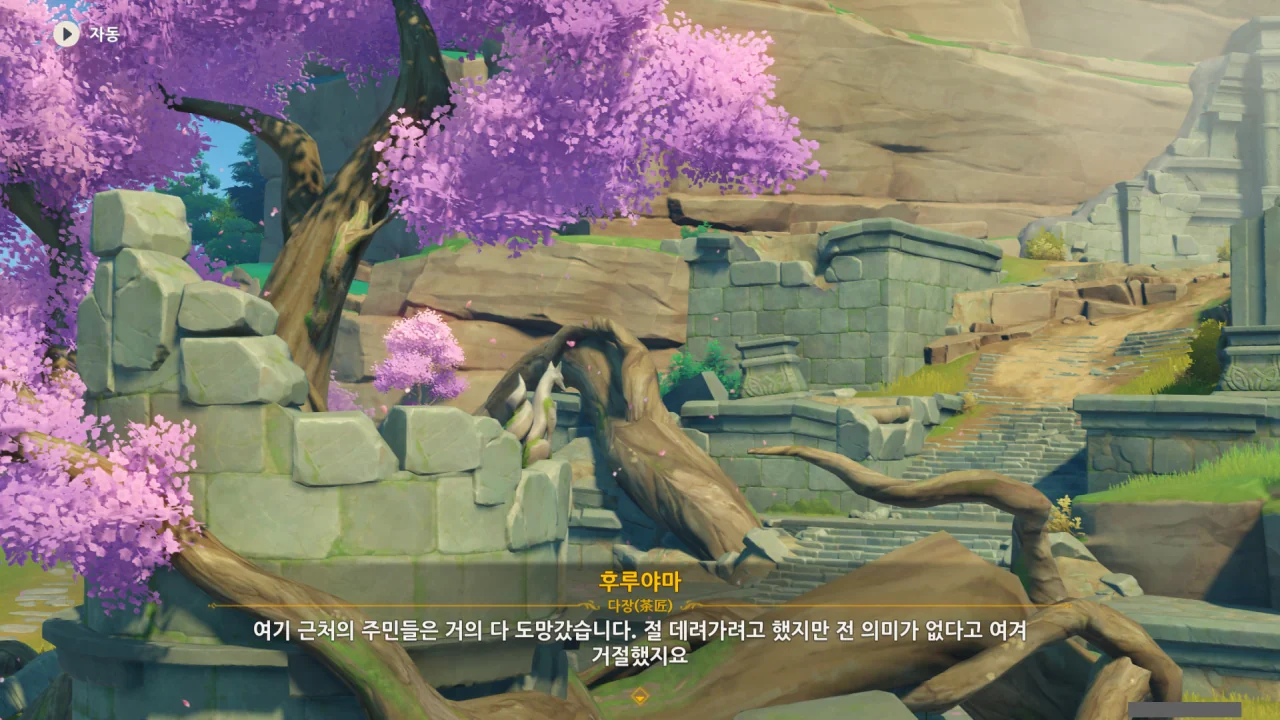 자동
후루야마
다장(茶匠)
여기 근처의 주민들은 거의 다 도망갔습니다. 절 데려가려고 했지만 전 의미가 없다고 여겨
거절했지요